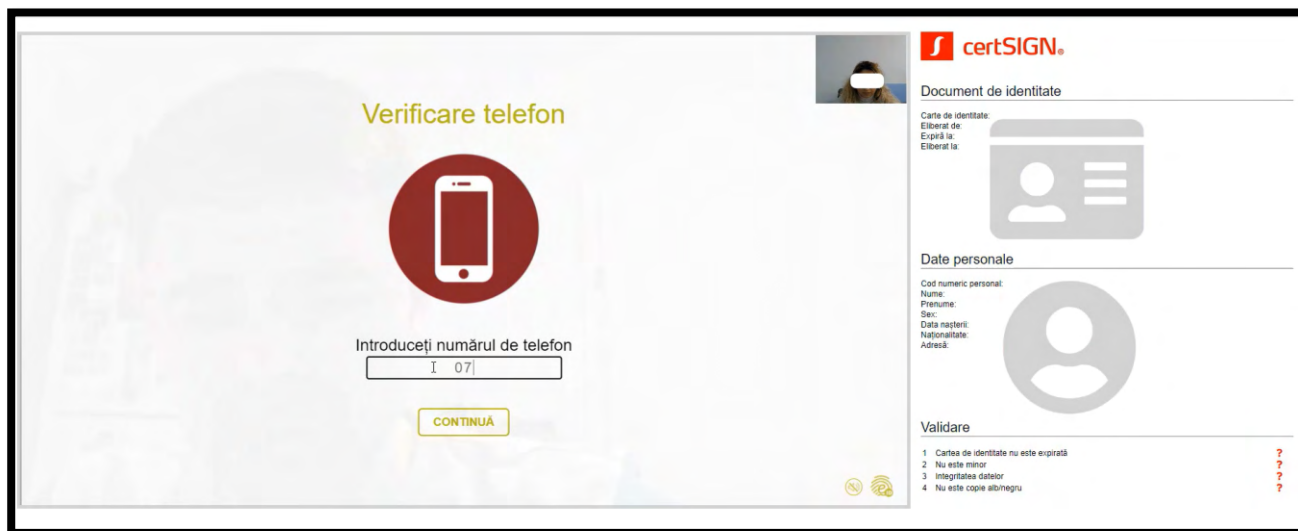 Verificare telefon
Introduceți numărul de telefon
07
CONTINUĂ
certSIGN®
Document de identitate
Carte de identitate:
Eliberat de:
Expiră la:
Eliberat la:
Date personale
Cod numeric personal:
Nume:
Prenume:
Sex:
Data nașterii:
Naționalitate:
Adresă:
Validare
1 Cartea de identitate nu este expirată ?
2 Nu este minor ?
3 Integritatea datelor ?
4 Nu este copie alb/negru ?